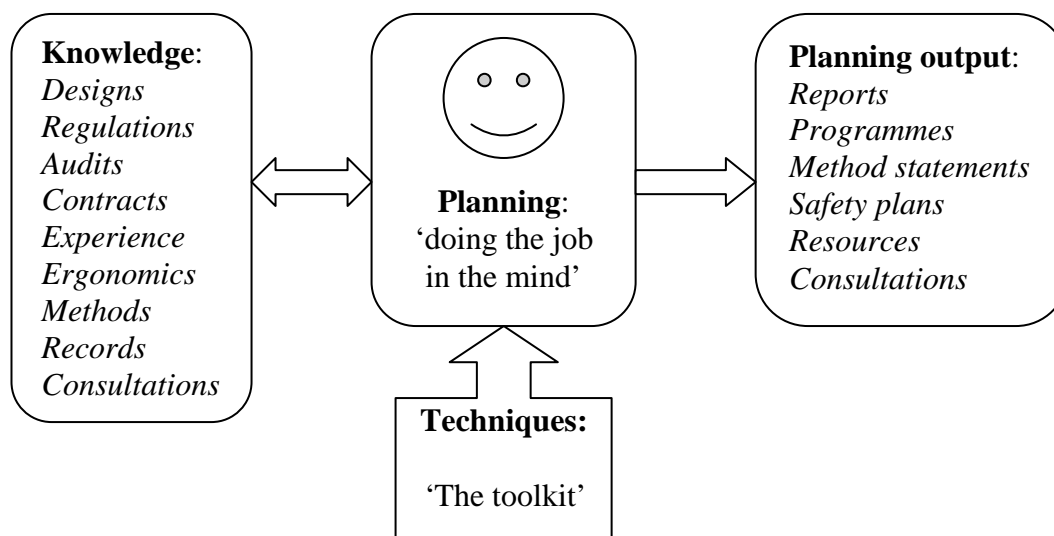 Knowledge:
Designs
Regulations
Audits
Contracts
Experience
Ergonomics
Methods
Records
Consultations
Planning:
‘doing the job
in the mind’
Techniques:
‘The toolkit’
Planning output:
Reports
Programmes
Method statements
Safety plans
Resources
Consultations